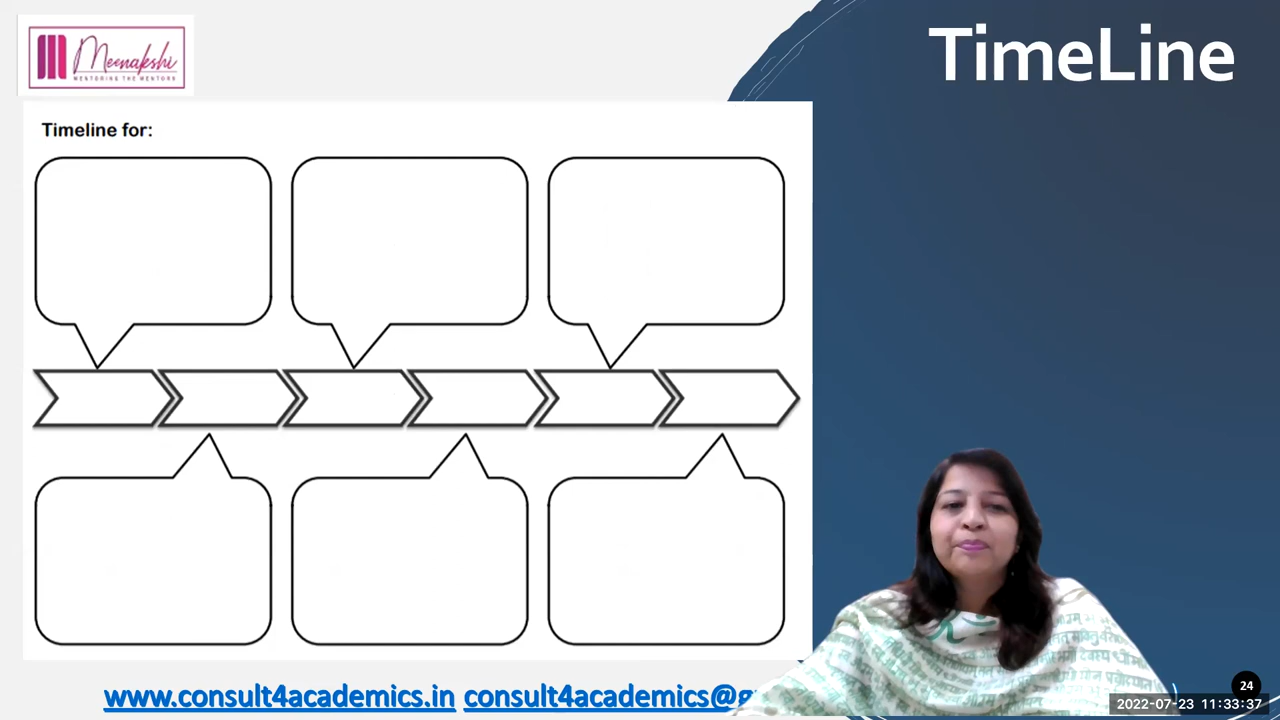 Meenakshi
MENTORING THE MENTORS
TimeLine
Timeline for:
www.consult4academics.in consult4academics@g
24
2022-07-23 11:33:37